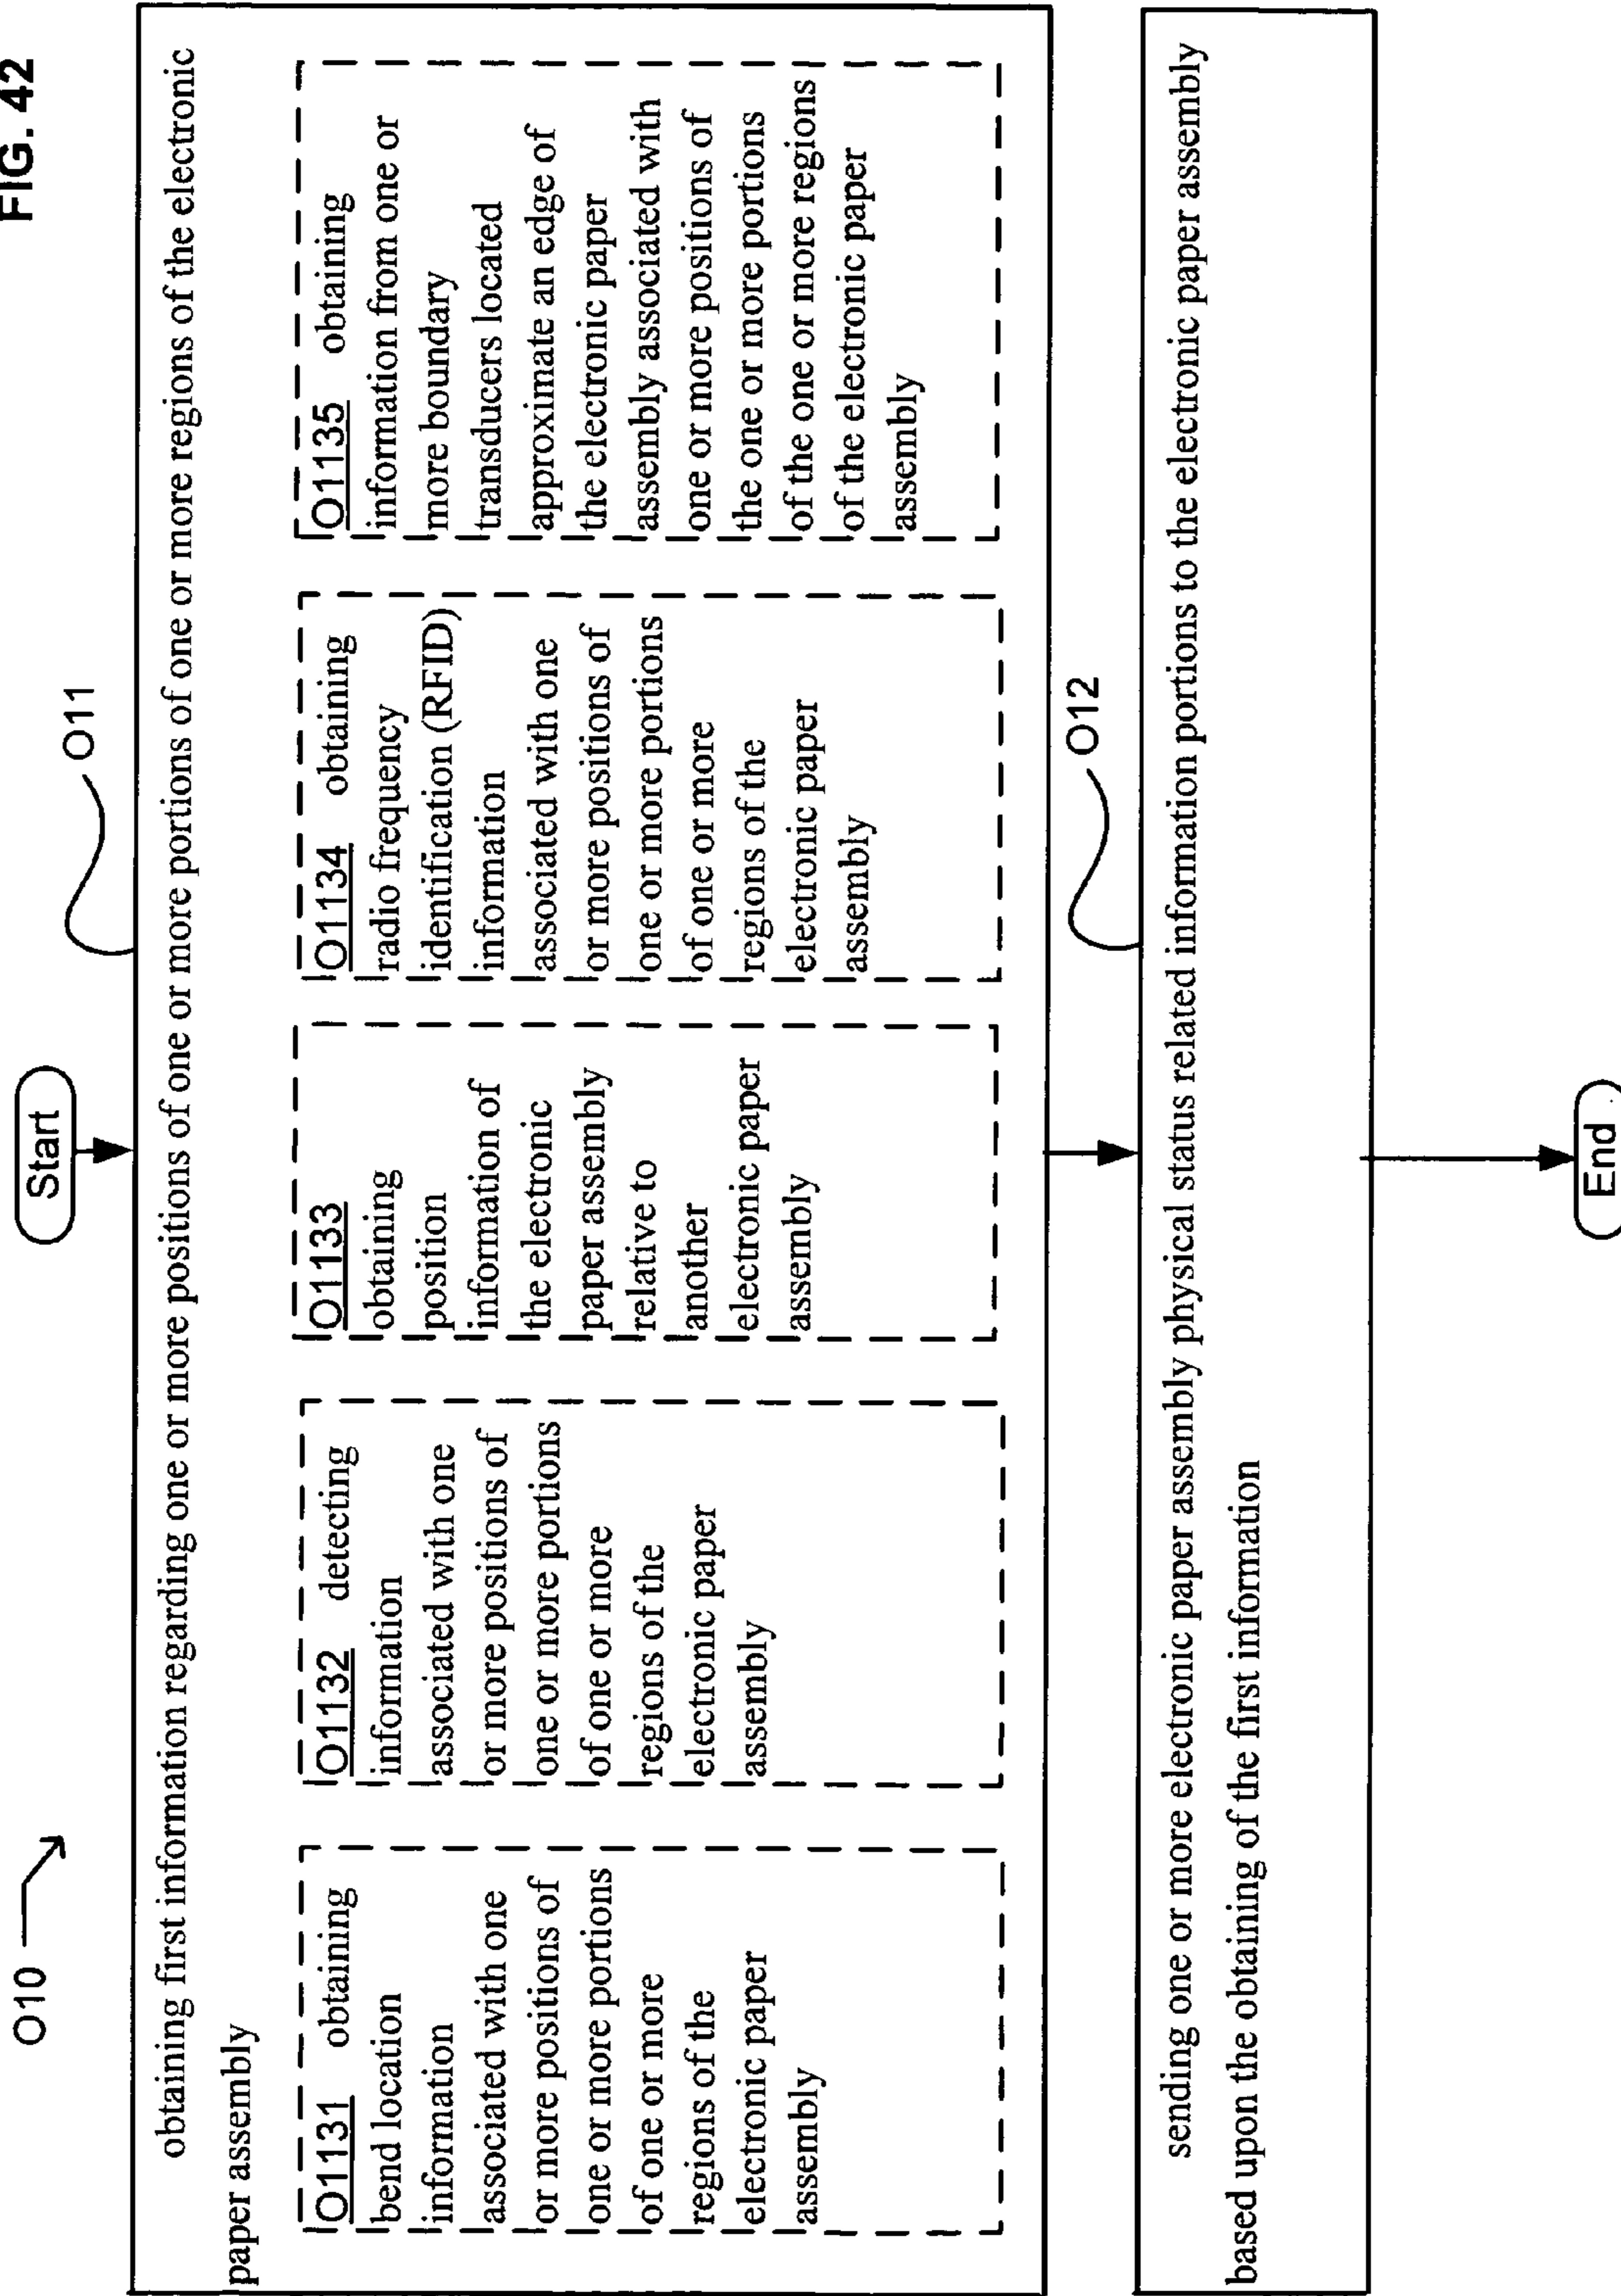 FIG. 42
O10
Start
O11
obtaining first information regarding one or more positions of one or more portions of one or more regions of the electronic
paper assembly
O1131 obtaining
bend location
information
associated with one
or more positions of
one or more portions
of one or more
regions of the
electronic paper
assembly
O1132 detecting
information
associated with one
or more positions of
one or more portions
of one or more
regions of the
electronic paper
assembly
O1133
obtaining
position
information of
the electronic
paper assembly
relative to
another
electronic paper
assembly
O1134 obtaining
radio frequency
identification (RFID)
information
associated with one
or more positions of
one or more portions
of one or more
regions of the
electronic paper
assembly
O1135 obtaining
information from one or
more boundary
transducers located
approximate an edge of
the electronic paper
assembly associated with
one or more positions of
the one or more portions
of the one or more regions
of the electronic paper
assembly
O12
sending one or more electronic paper assembly physical status related information portions to the electronic paper assembly
based upon the obtaining of the first information
End